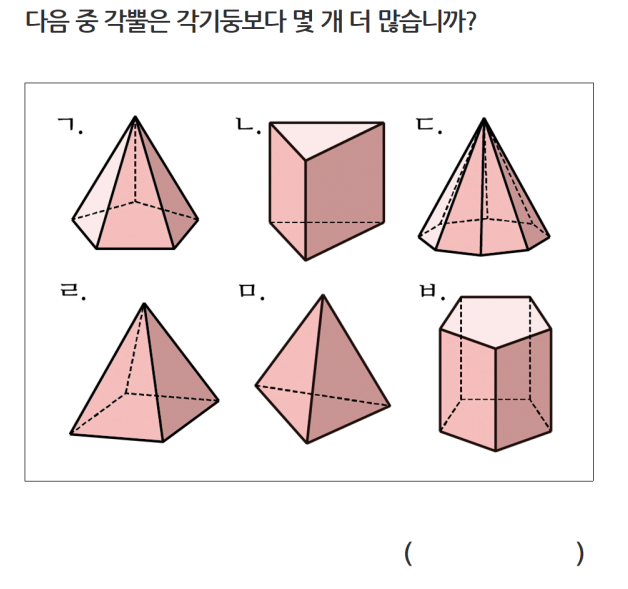 다음 중 각뿔은 각기둥보다 몇 개 더 많습니까?
ㄱ. ㄴ. ㄷ.
ㄹ. ㅁ. ㅂ.
( )